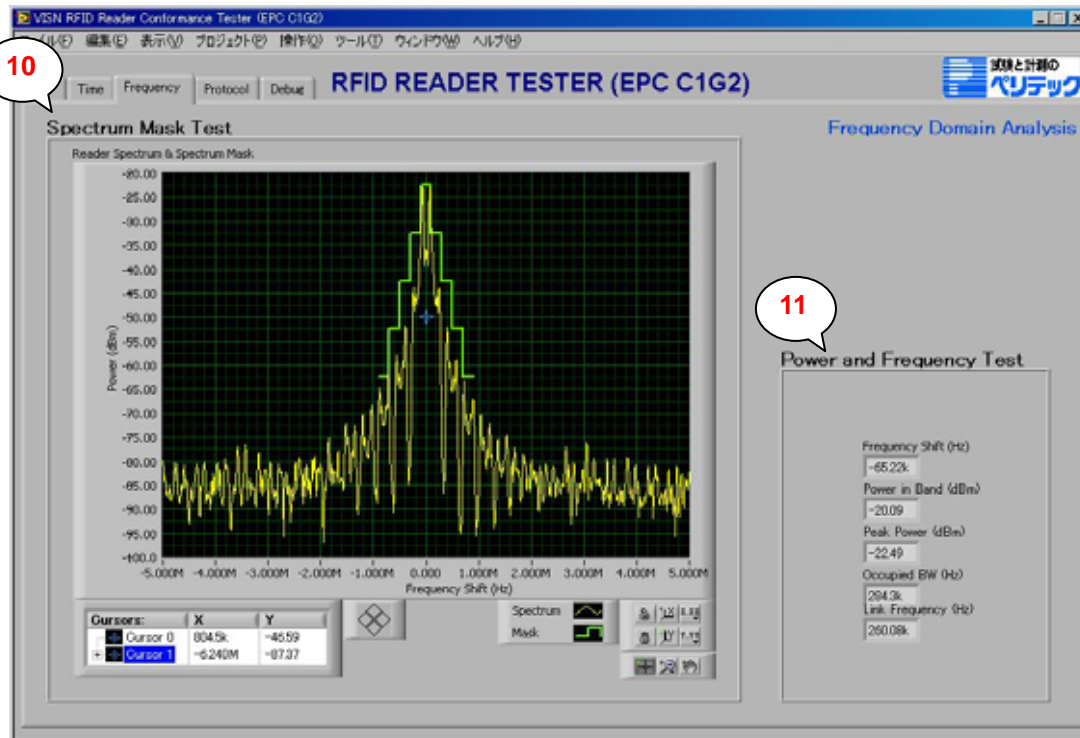 VISN RFID Reader Conformance Tester (EPC C1G2)
編集(E) 表示(V) プロジェクト(P) 操作(O) ツール(T) ウィンドウ(W) ヘルプ(H)
10
Time Frequency Protocol Debug
RFID READER TESTER (EPC C1G2)
試験と計測の
ペリテック
Spectrum Mask Test
Frequency Domain Analysis
Reader Spectrum & Spectrum Mask
-20.00
-25.00
-30.00
-35.00
-40.00
-45.00
-50.00
-55.00
-60.00
-65.00
-70.00
-75.00
-80.00
-85.00
-90.00
-95.00
-100.0
Power (dBm)
-5.000M -4.000M -3.000M -2.000M -1.000M 0.000 1.000M 2.000M 3.000M 4.000M 5.000M
Frequency Shift (Hz)
Cursors: X Y
Cursor 0 804.5k -46.59
Cursor 1 -6.240M -87.37
Spectrum
Mask
11
Power and Frequency Test
Frequency Shift (Hz)
-65.22k
Power in Band (dBm)
-20.09
Peak Power (dBm)
-22.49
Occupied BW (Hz)
284.3k
Link Frequency (Hz)
260.08k